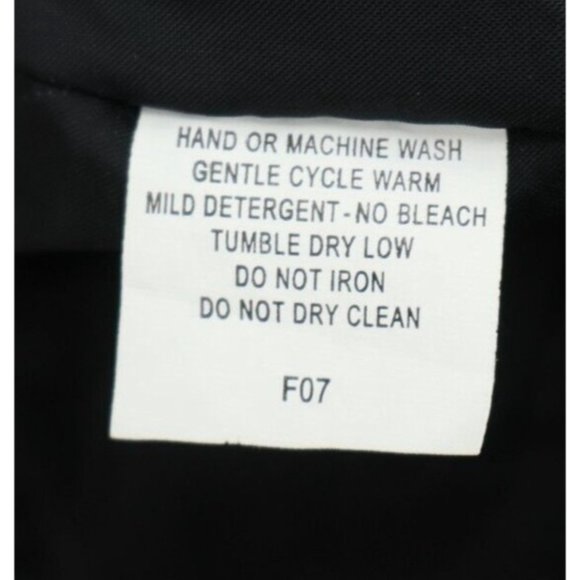 HAND OR MACHINE WASH
GENTLE CYCLE WARM
MILD DETERGENT-NO BLEACH
TUMBLE DRY LOW
DO NOT IRON
DO NOT DRY CLEAN
F07